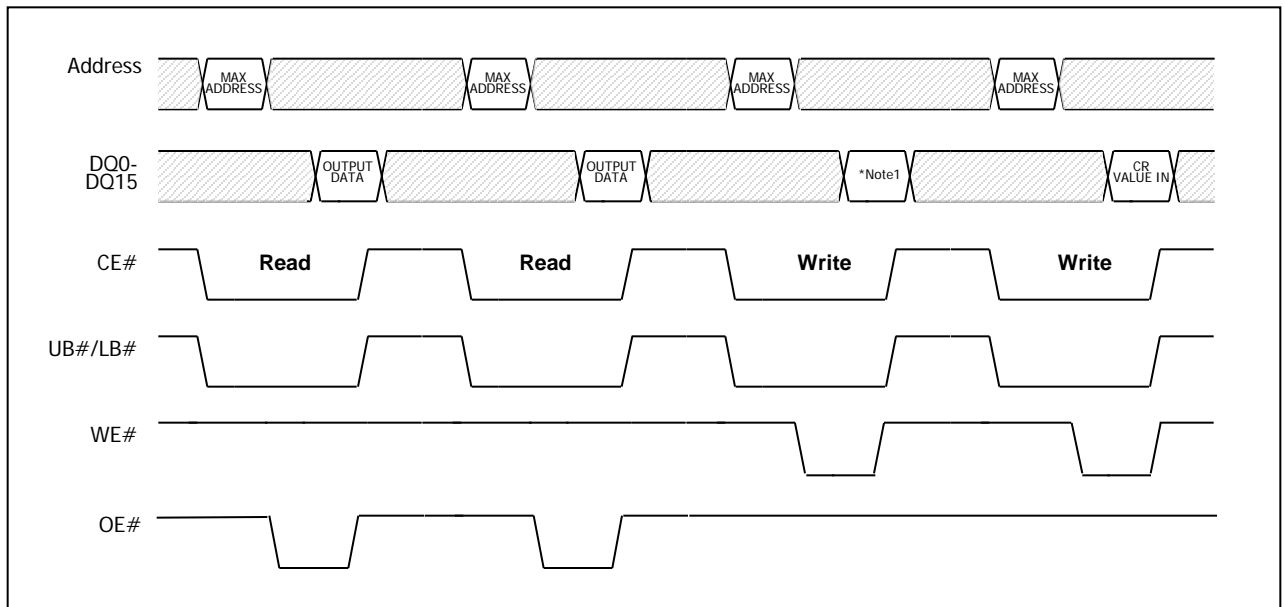 Address
MAX
ADDRESS
MAX
ADDRESS
MAX
ADDRESS
MAX
ADDRESS
DQ0-
DQ15
OUTPUT
DATA
OUTPUT
DATA
*Note1
CR
VALUE IN
CE#
Read
Read
Write
Write
UB#/LB#
WE#
OE#